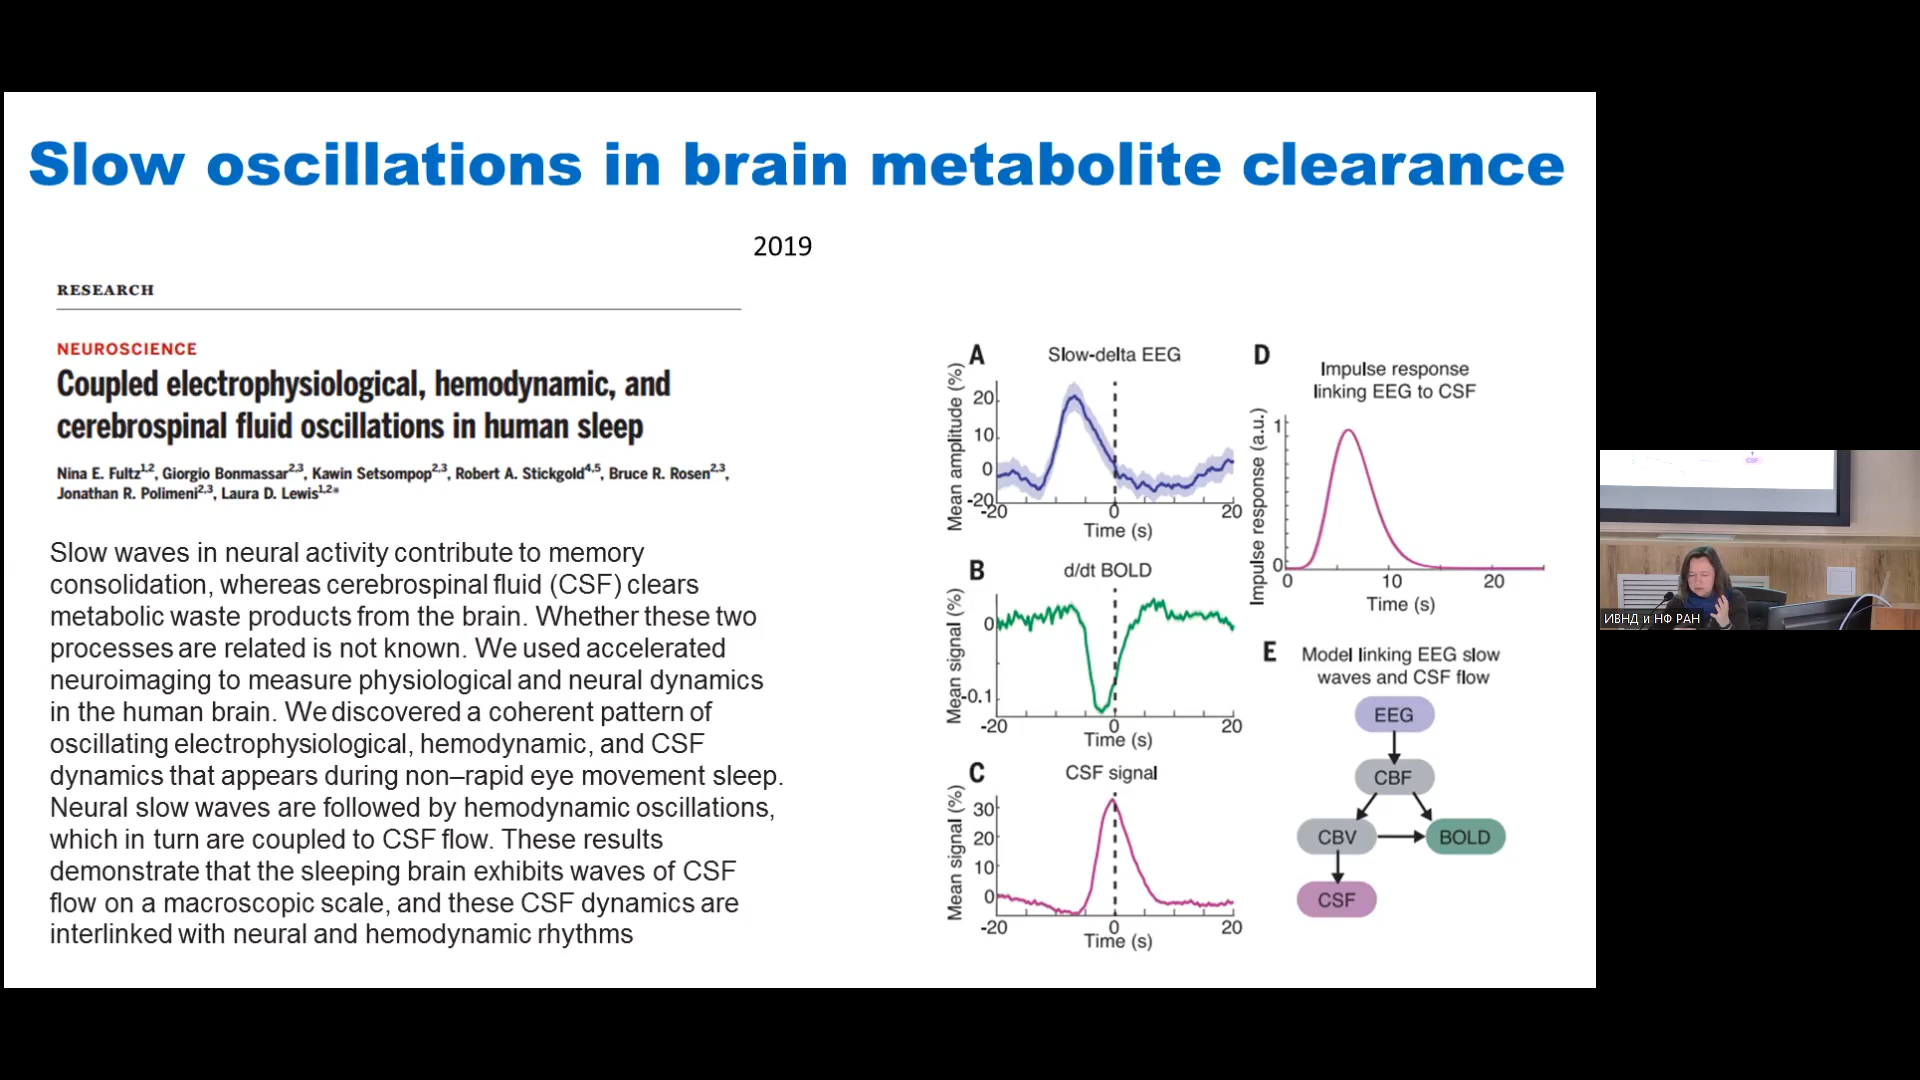 Slow oscillations in brain metabolite clearance
2019
RESEARCH
NEUROSCIENCE
Coupled electrophysiological, hemodynamic, and
cerebrospinal fluid oscillations in human sleep
Nina E. Fultz1,2, Giorgio Bonmassar2,3, Kawin Setsompop2,3, Robert A. Stickgold4,5, Bruce R. Rosen2,3,
Jonathan R. Polimeni2,3, Laura D. Lewis1,2*
Slow waves in neural activity contribute to memory
consolidation, whereas cerebrospinal fluid (CSF) clears
metabolic waste products from the brain. Whether these two
processes are related is not known. We used accelerated
neuroimaging to measure physiological and neural dynamics
in the human brain. We discovered a coherent pattern of
oscillating electrophysiological, hemodynamic, and CSF
dynamics that appears during non–rapid eye movement sleep.
Neural slow waves are followed by hemodynamic oscillations,
which in turn are coupled to CSF flow. These results
demonstrate that the sleeping brain exhibits waves of CSF
flow on a macroscopic scale, and these CSF dynamics are
interlinked with neural and hemodynamic rhythms
A
Slow-delta EEG
Mean amplitude (%)
20
10
0
-20
-20 0 20
Time (s)
B
d/dt BOLD
Mean signal (%)
0
-0.1
-20 0 20
Time (s)
C
CSF signal
Mean signal (%)
30
20
10
0
-20 0 20
Time (s)
D
Impulse response
linking EEG to CSF
Impulse response (a.u.)
1
0
0 10 20
Time (s)
E
Model linking EEG slow
waves and CSF flow
EEG
CBF
CBV
BOLD
CSF
CSF
ИВНД и НФ РАН